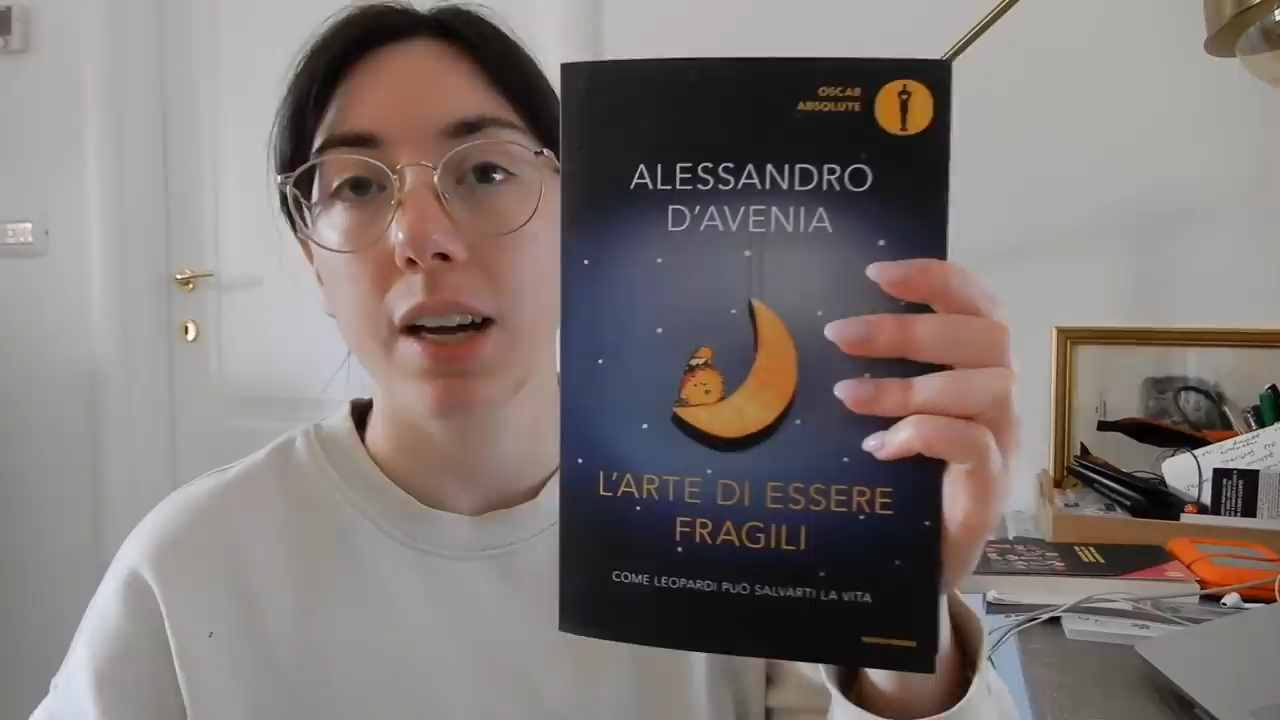 OSCAR
ABSOLUTE
ALESSANDRO
D'AVENIA
L'ARTE DI ESSERE
FRAGILI
COME LEOPARDI PUÒ SALVARTI LA VITA